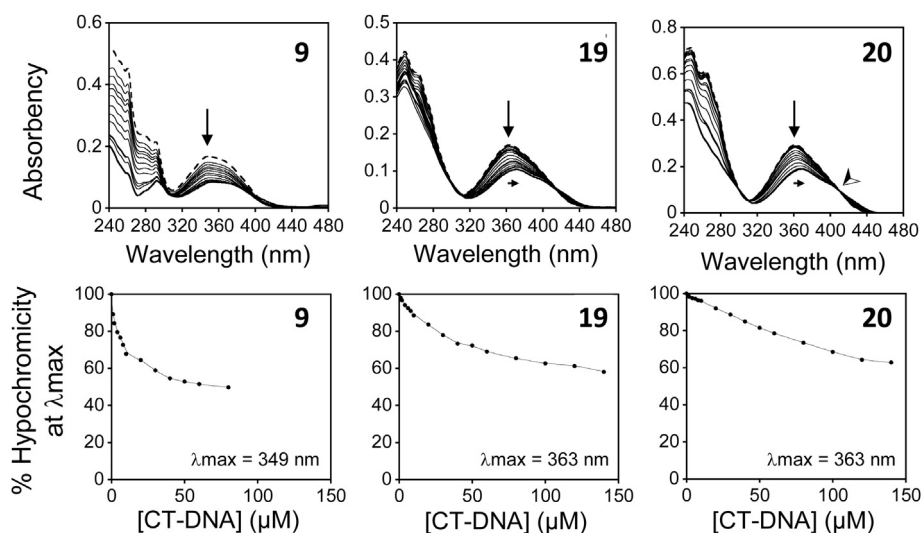 Absorbency
0.6
0.4
0.2
0
9
240 280 320 360 400 440 480
Wavelength (nm)
0.5
0.4
0.3
0.2
0.1
0
19
240 280 320 360 400 440 480
Wavelength (nm)
0.8
0.6
0.4
0.2
0
20
240 280 320 360 400 440 480
Wavelength (nm)
% Hypochromicity
at λmax
100
80
60
40
20
0
9
λmax = 349 nm
0 50 100 150
[CT-DNA] (μM)
100
80
60
40
20
0
19
λmax = 363 nm
0 50 100 150
[CT-DNA] (μM)
100
80
60
40
20
0
20
λmax = 363 nm
0 50 100 150
[CT-DNA] (μM)